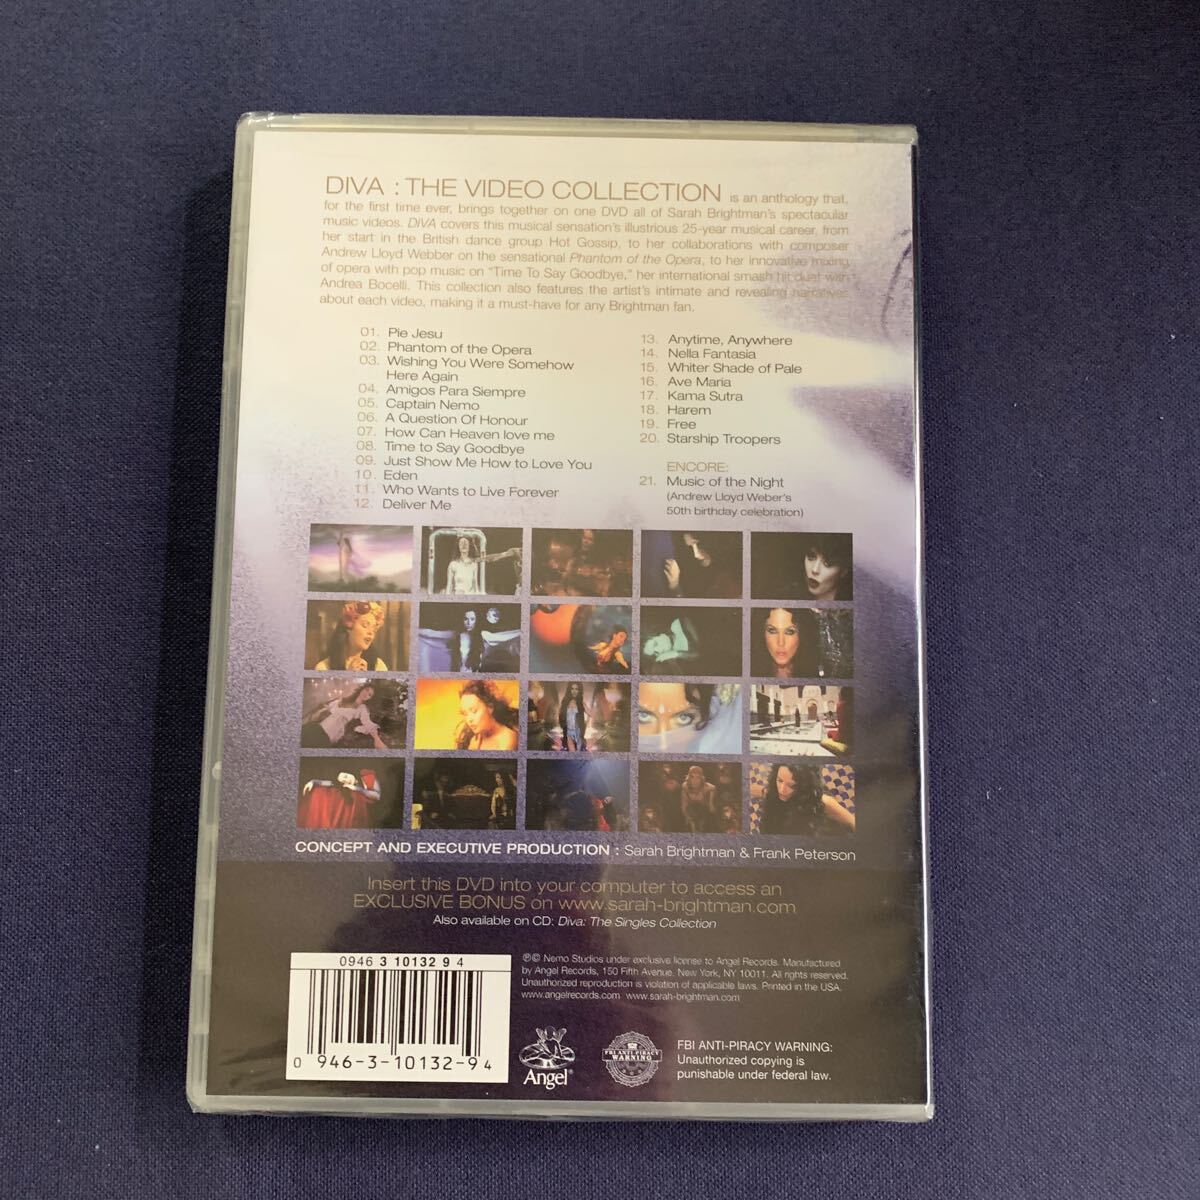 DIVA : THE VIDEO COLLECTION is an anthology that,
for the first time ever, brings together on one DVD all of Sarah Brightman's spectacular
music videos. DIVA covers this musical sensation's illustrious 25-year musical career, from
her start in the British dance group Hot Gossip, to her collaborations with composer
Andrew Lloyd Webber on the sensational Phantom of the Opera, to her innovative mixing
of opera with pop music on "Time To Say Goodbye," her international smash hit duet with
Andrea Bocelli. This collection also features the artist's intimate and revealing narratives
about each video, making it a must-have for any Brightman fan.
01. Pie Jesu
02. Phantom of the Opera
03. Wishing You Were Somehow
Here Again
04. Amigos Para Siempre
05. Captain Nemo
06. A Question Of Honour
07. How Can Heaven love me
08. Time to Say Goodbye
09. Just Show Me How to Love You
10. Eden
11. Who Wants to Live Forever
12. Deliver Me
13. Anytime, Anywhere
14. Nella Fantasia
15. Whiter Shade of Pale
16. Ave Maria
17. Kama Sutra
18. Harem
19. Free
20. Starship Troopers
ENCORE:
21. Music of the Night
(Andrew Lloyd Weber's
50th birthday celebration)
CONCEPT AND EXECUTIVE PRODUCTION : Sarah Brightman & Frank Peterson
Insert this DVD into your computer to access an
EXCLUSIVE BONUS on www.sarah-brightman.com
Also available on CD: Diva: The Singles Collection
0946 3 10132 9 4
0 946-3-10132-9 4
℗© Nemo Studios under exclusive license to Angel Records. Manufactured
by Angel Records, 150 Fifth Avenue, New York, NY 10011. All rights reserved.
Unauthorized reproduction is violation of applicable laws. Printed in the USA.
www.angelrecords.com www.sarah-brightman.com
Angel®
FBI ANTI-PIRACY
WARNING
FBI ANTI-PIRACY WARNING:
Unauthorized copying is
punishable under federal law.